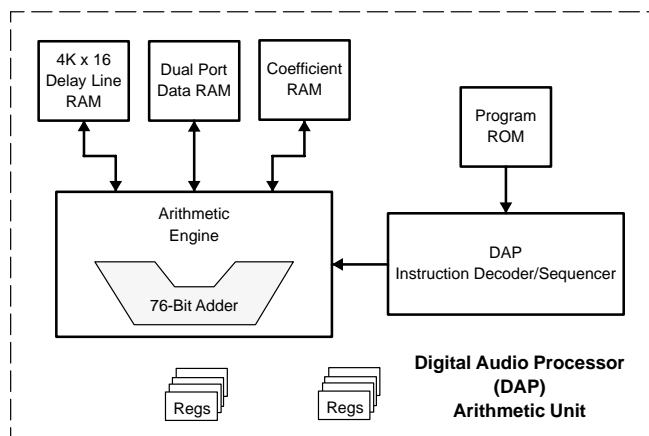 4K x 16
Delay Line
RAM
Dual Port
Data RAM
Coefficient
RAM
Program
ROM
Arithmetic
Engine
76-Bit Adder
DAP
Instruction Decoder/Sequencer
Regs
Regs
Digital Audio Processor
(DAP)
Arithmetic Unit